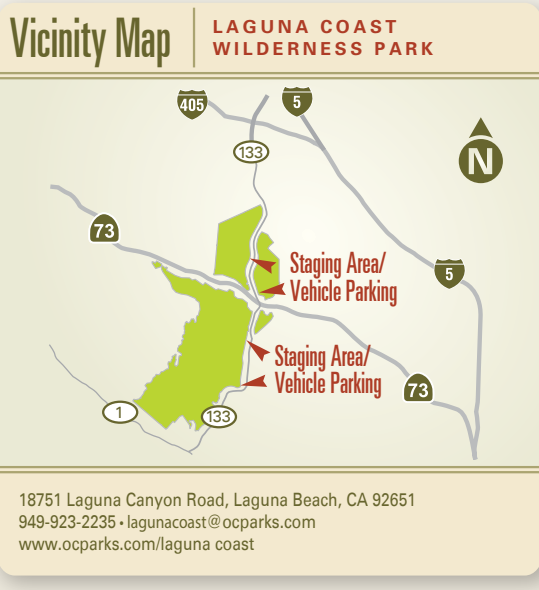 Vicinity Map
LAGUNA COAST
WILDERNESS PARK
405
5
133
N
73
Staging Area/
Vehicle Parking
5
Staging Area/
Vehicle Parking
73
1
133
18751 Laguna Canyon Road, Laguna Beach, CA 92651
949-923-2235 • lagunacoast@ocparks.com
www.ocparks.com/laguna coast